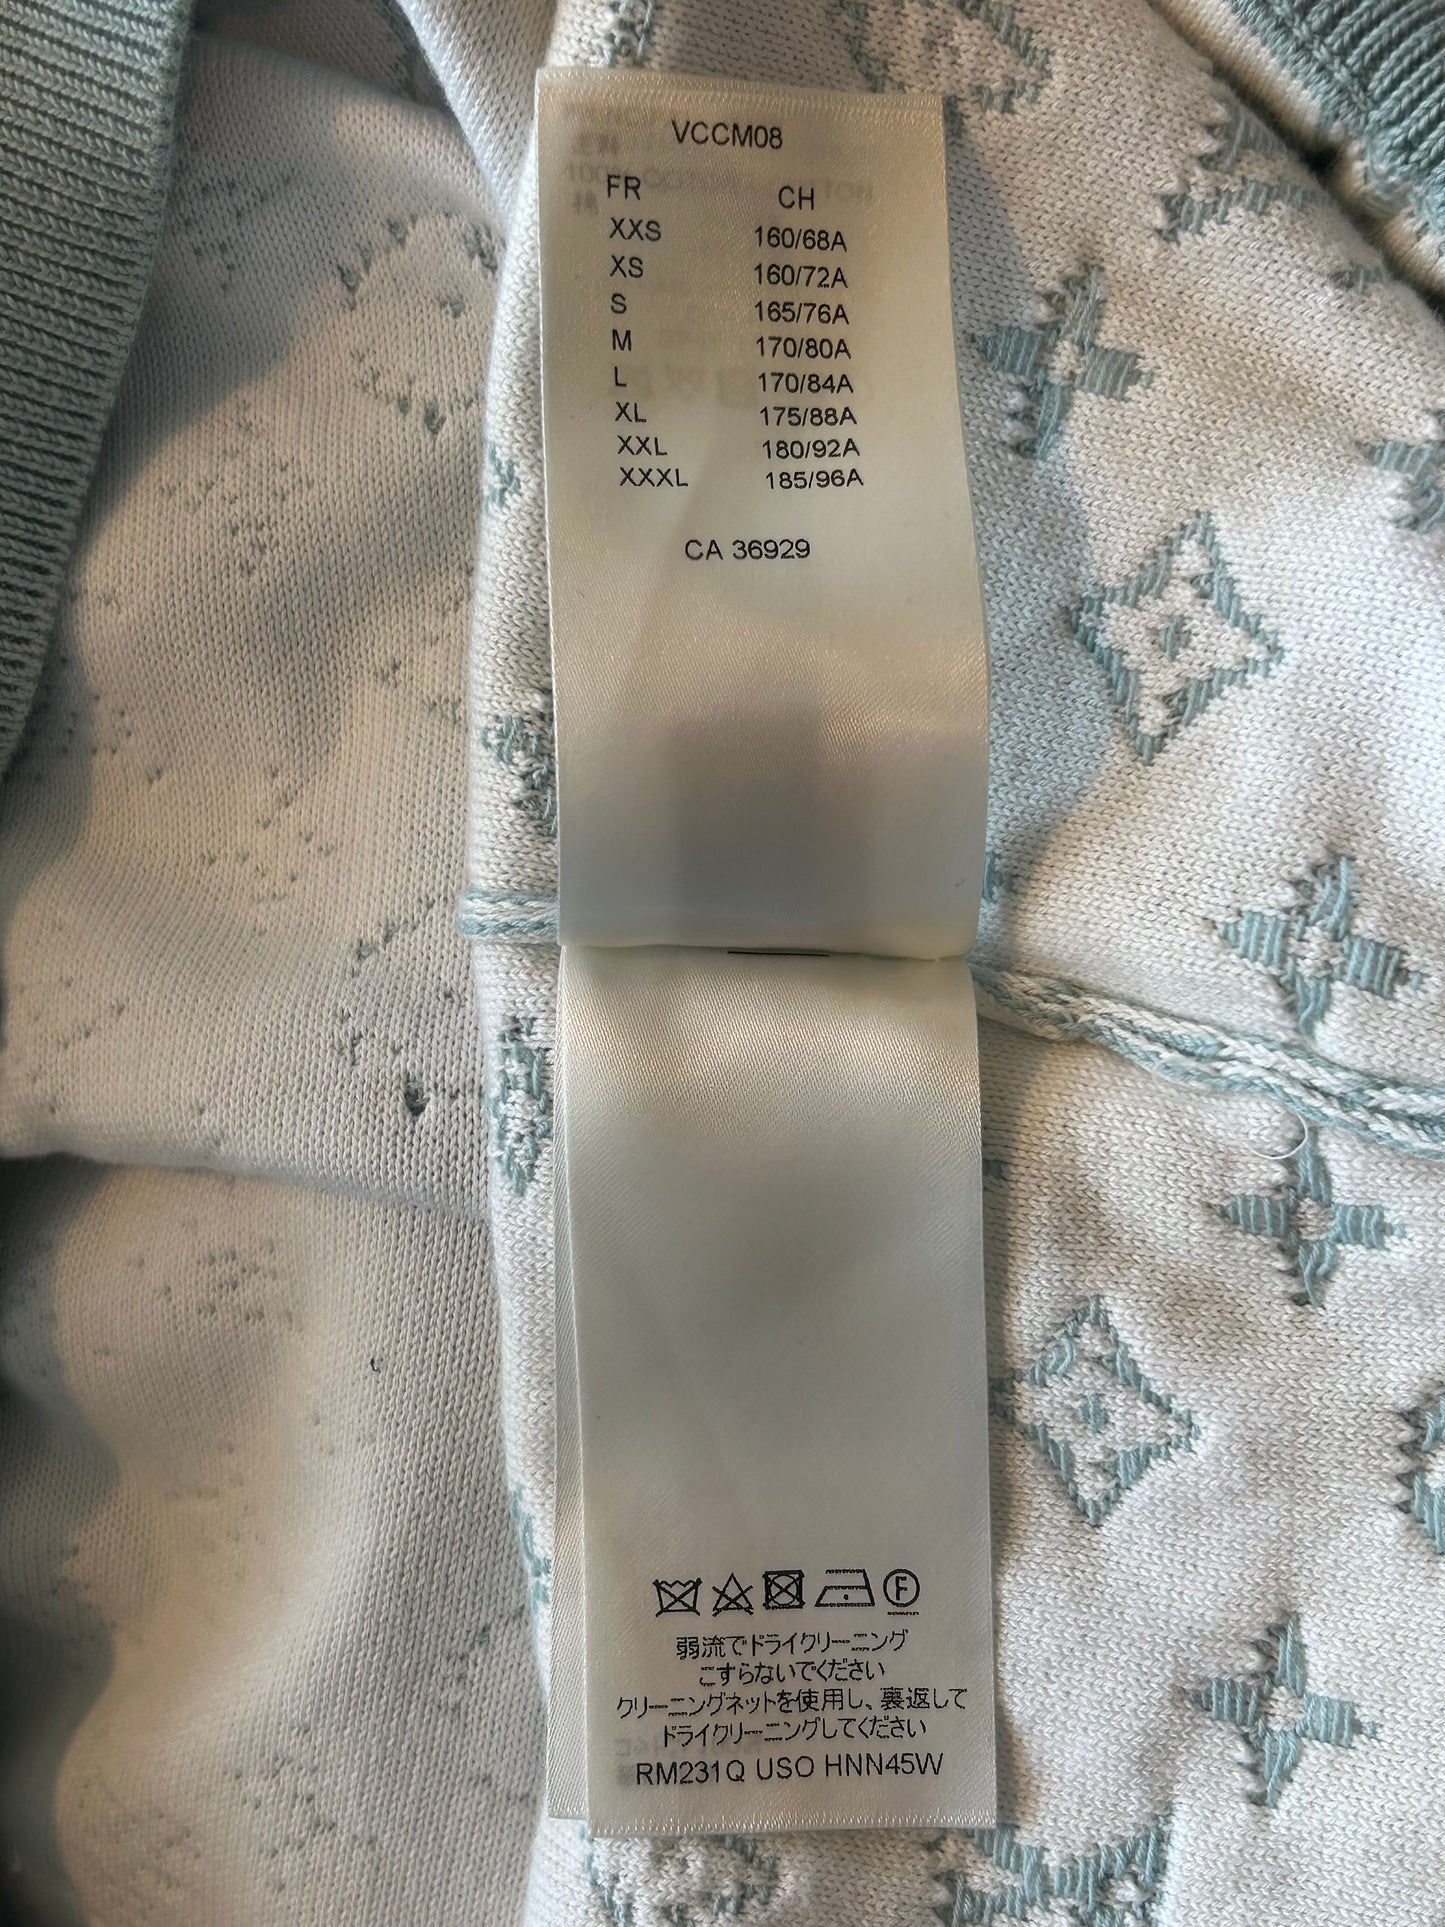 VCCM08
FR CH
XXS 160/68A
XS 160/72A
S 165/76A
M 170/80A
L 170/84A
XL 175/88A
XXL 180/92A
XXXL 185/96A
CA 36929
F
弱流でドライクリーニング
こすらないでください
クリーニングネットを使用し、裏返して
ドライクリーニングしてください
RM231Q USO HNN45W